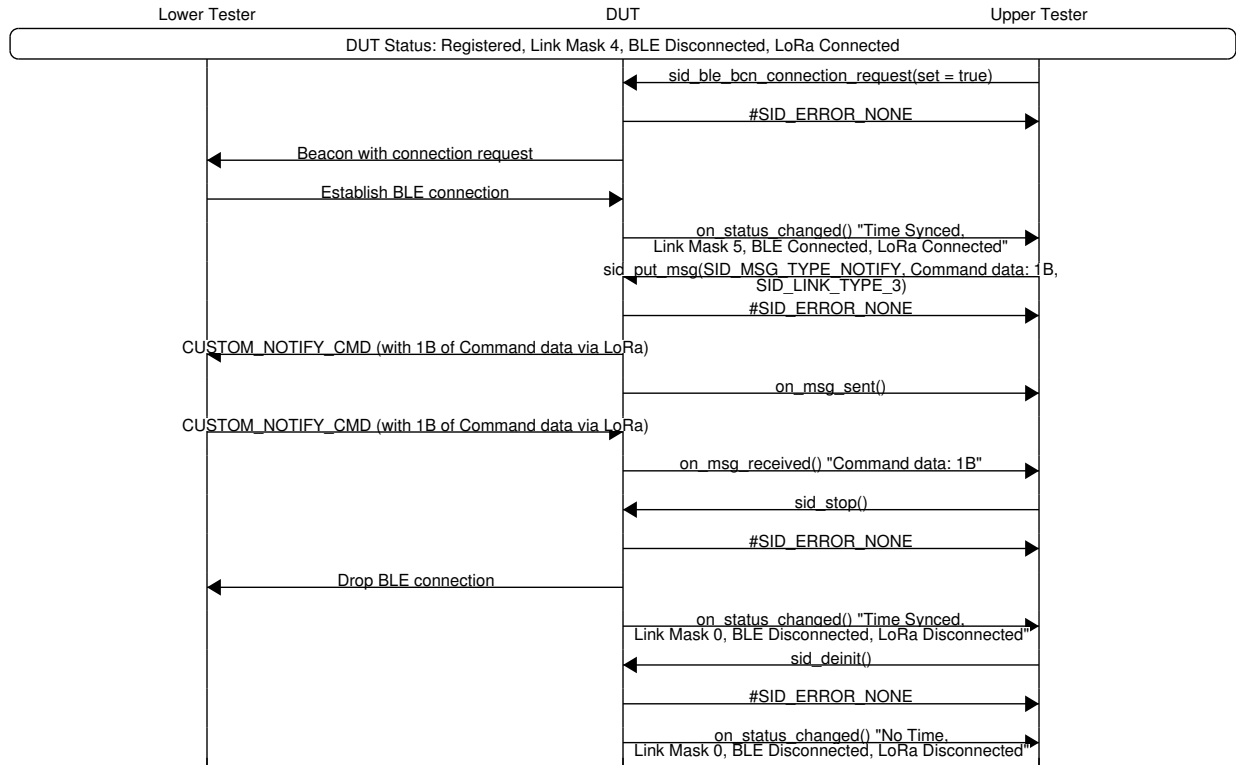 Lower Tester DUT Upper Tester
DUT Status: Registered, Link Mask 4, BLE Disconnected, LoRa Connected
sid_ble_bcn_connection_request(set = true)
#SID_ERROR_NONE
Beacon with connection request
Establish BLE connection
on_status_changed() "Time Synced,
Link Mask 5, BLE Connected, LoRa Connected"
sid_put_msg(SID_MSG_TYPE_NOTIFY, Command data: 1B,
SID_LINK_TYPE_3)
#SID_ERROR_NONE
CUSTOM_NOTIFY_CMD (with 1B of Command data via LoRa)
on_msg_sent()
CUSTOM_NOTIFY_CMD (with 1B of Command data via LoRa)
on_msg_received() "Command data: 1B"
sid_stop()
#SID_ERROR_NONE
Drop BLE connection
on_status_changed() "Time Synced,
Link Mask 0, BLE Disconnected, LoRa Disconnected"
sid_deinit()
#SID_ERROR_NONE
on_status_changed() "No Time,
Link Mask 0, BLE Disconnected, LoRa Disconnected"